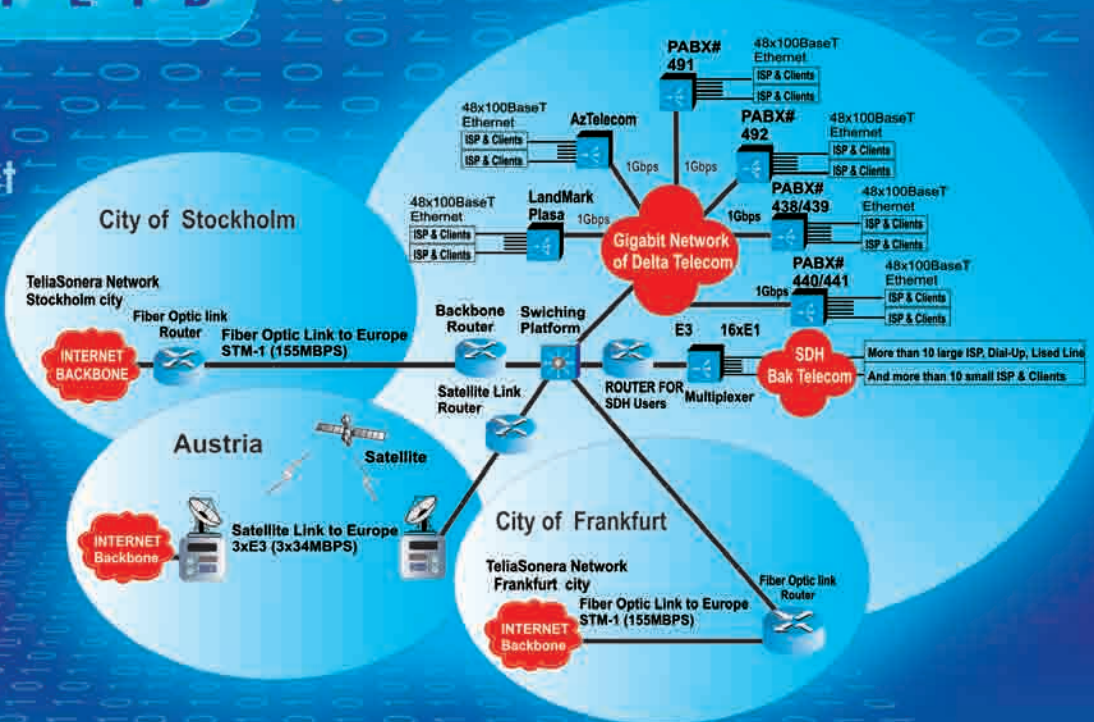 PABX#
491
48x100BaseT
Ethernet
ISP & Clients
ISP & Clients
48x100BaseT
Ethernet
ISP & Clients
ISP & Clients
AzTelecom
PABX#
492
48x100BaseT
Ethernet
ISP & Clients
ISP & Clients
1Gbps
1Gbps
48x100BaseT
Ethernet
ISP & Clients
ISP & Clients
LandMark
Plasa
1Gbps
1Gbps
PABX#
438/439
48x100BaseT
Ethernet
ISP & Clients
ISP & Clients
Gigabit Network
of Delta Telecom
PABX#
440/441
1Gbps
48x100BaseT
Ethernet
ISP & Clients
ISP & Clients
City of Stockholm
TeliaSonera Network
Stockholm city
Fiber Optic link
Router
INTERNET
BACKBONE
Fiber Optic Link to Europe
STM-1 (155MBPS)
Backbone
Router
Swiching
Platform
E3
16xE1
ROUTER FOR
SDH Users
Multiplexer
SDH
Bak Telecom
More than 10 large ISP, Dial-Up, Lised Line
And more than 10 small ISP & Clients
Satellite Link
Router
Austria
Satellite
INTERNET
Backbone
Satellite Link to Europe
3xE3 (3x34MBPS)
City of Frankfurt
TeliaSonera Network
Frankfurt city
INTERNET
Backbone
Fiber Optic Link to Europe
STM-1 (155MBPS)
Fiber Optic link
Router